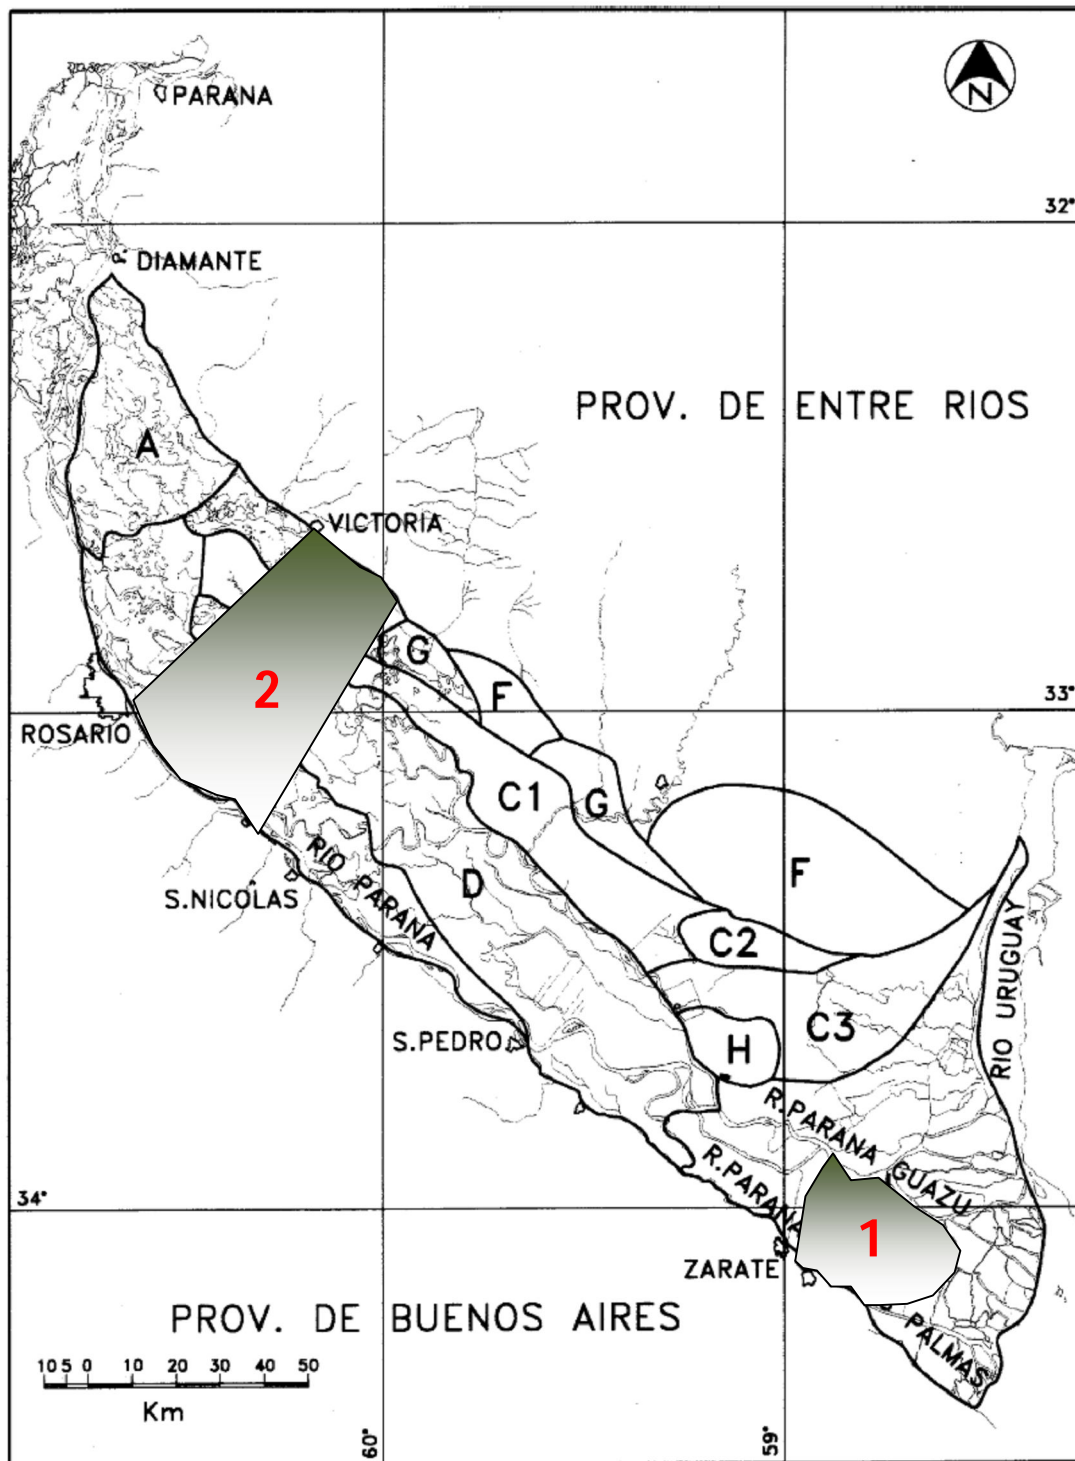 N
PARANA
32°
DIAMANTE
PROV. DE ENTRE RIOS
A
VICTORIA
G
2
F
33°
ROSARIO
C1
G
RIO PARANA
D
F
S.NICOLAS
C2
RIO URUGUAY
C3
S.PEDRO
H
R.PARANA GUAZU
R.PARANA
34°
1
ZARATE
PROV. DE BUENOS AIRES
PALMAS
10 5 0 10 20 30 40 50
Km
60°
59°